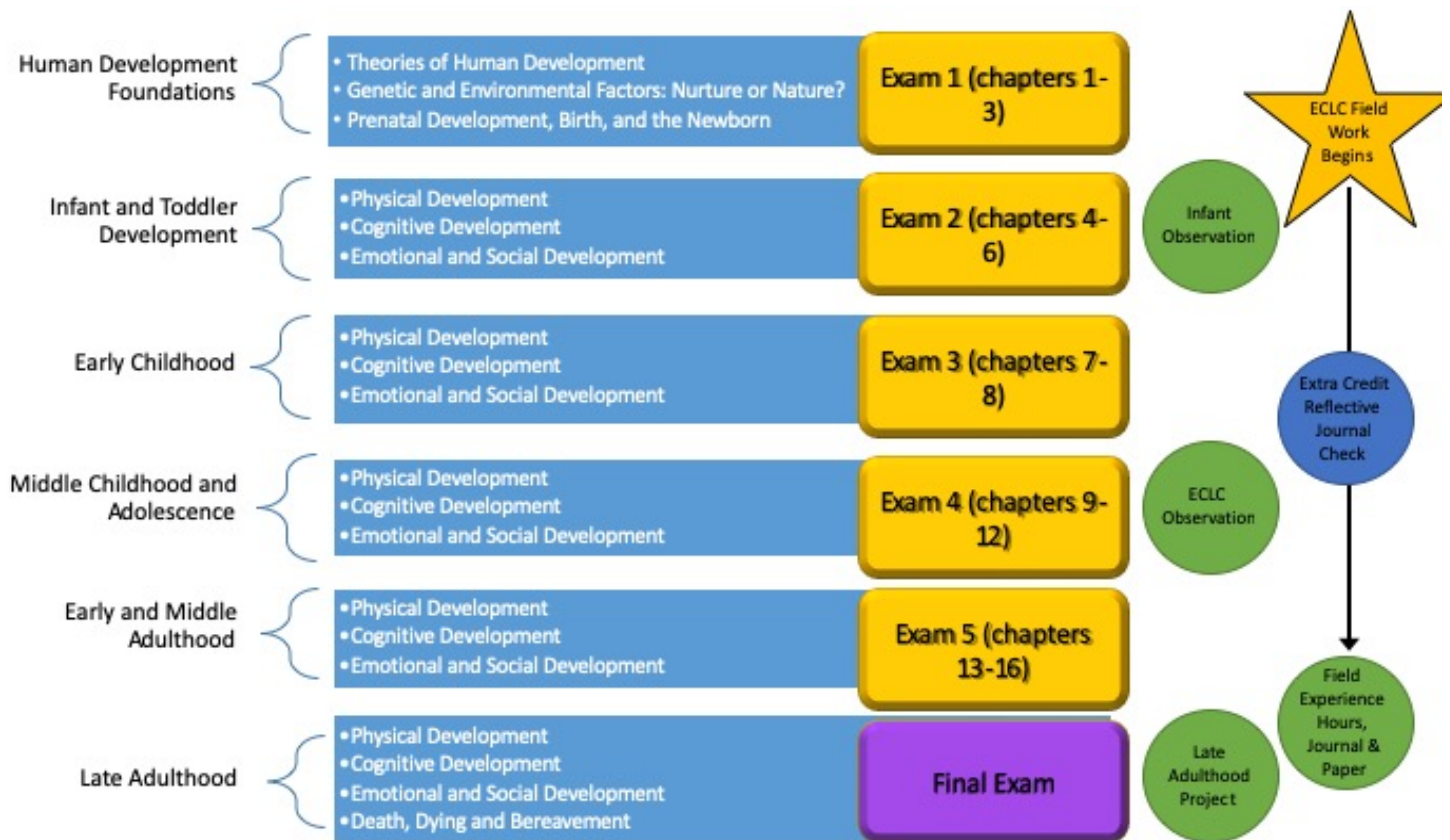 Human Development
Foundations
• Theories of Human Development
• Genetic and Environmental Factors: Nurture or Nature?
• Prenatal Development, Birth, and the Newborn
Exam 1 (chapters 1-
3)
ECLC Field
Work
Begins
Infant and Toddler
Development
•Physical Development
•Cognitive Development
•Emotional and Social Development
Exam 2 (chapters 4-
6)
Infant
Observation
Early Childhood
•Physical Development
•Cognitive Development
•Emotional and Social Development
Exam 3 (chapters 7-
8)
Extra Credit
Reflective
Journal
Check
Middle Childhood and
Adolescence
•Physical Development
•Cognitive Development
•Emotional and Social Development
Exam 4 (chapters 9-
12)
ECLC
Observation
Early and Middle
Adulthood
•Physical Development
•Cognitive Development
•Emotional and Social Development
Exam 5 (chapters
13-16)
Field
Experience
Hours,
Journal &
Paper
Late Adulthood
•Physical Development
•Cognitive Development
•Emotional and Social Development
•Death, Dying and Bereavement
Final Exam
Late
Adulthood
Project